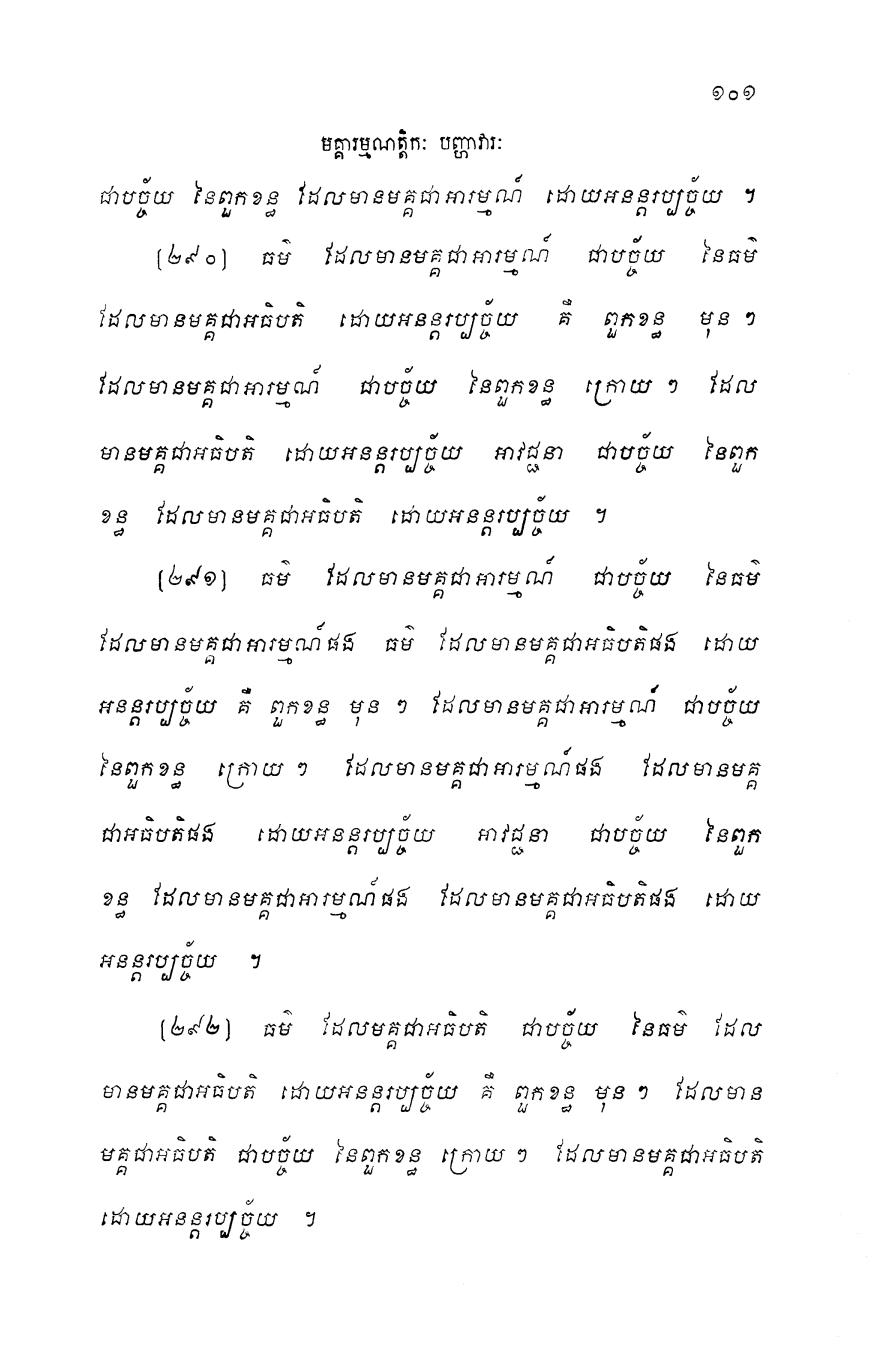 ១០១
មគ្គារម្មណត្តិកៈ បញ្ហាវារៈ
ជាបច្ច័យ នៃពួកខន្ធ ដែលមានមគ្គជាអារម្មណ៍ ដោយអនន្តរប្បច្ច័យ ។
(២៩០) ធម៌ ដែលមានមគ្គជាអារម្មណ៍ ជាបច្ច័យ នៃធម៌
ដែលមានមគ្គជាអធិបតិ ដោយអនន្តរប្បច្ច័យ គឺ ពួកខន្ធ មុន ៗ
ដែលមានមគ្គជាអារម្មណ៍ ជាបច្ច័យ នៃពួកខន្ធ ក្រោយ ៗ ដែល
មានមគ្គជាអធិបតិ ដោយអនន្តរប្បច្ច័យ អាវជ្ជនា ជាបច្ច័យ នៃពួក
ខន្ធ ដែលមានមគ្គជាអធិបតិ ដោយអនន្តរប្បច្ច័យ ។
(២៩១) ធម៌ ដែលមានមគ្គជាអារម្មណ៍ ជាបច្ច័យ នៃធម៌
ដែលមានមគ្គជាអារម្មណ៍ផង ធម៌ ដែលមានមគ្គជាអធិបតិផង ដោយ
អនន្តរប្បច្ច័យ គឺ ពួកខន្ធ មុន ៗ ដែលមានមគ្គជាអារម្មណ៍ ជាបច្ច័យ
នៃពួកខន្ធ ក្រោយ ៗ ដែលមានមគ្គជាអារម្មណ៍ផង ដែលមានមគ្គ
ជាអធិបតិផង ដោយអនន្តរប្បច្ច័យ អាវជ្ជនា ជាបច្ច័យ នៃពួក
ខន្ធ ដែលមានមគ្គជាអារម្មណ៍ផង ដែលមានមគ្គជាអធិបតិផង ដោយ
អនន្តរប្បច្ច័យ ។
(២៩២) ធម៌ ដែលមគ្គជាអធិបតិ ជាបច្ច័យ នៃធម៌ ដែល
មានមគ្គជាអធិបតិ ដោយអនន្តរប្បច្ច័យ គឺ ពួកខន្ធ មុន ៗ ដែលមាន
មគ្គជាអធិបតិ ជាបច្ច័យ នៃពួកខន្ធ ក្រោយ ៗ ដែលមានមគ្គជាអធិបតិ
ដោយអនន្តរប្បច្ច័យ ។